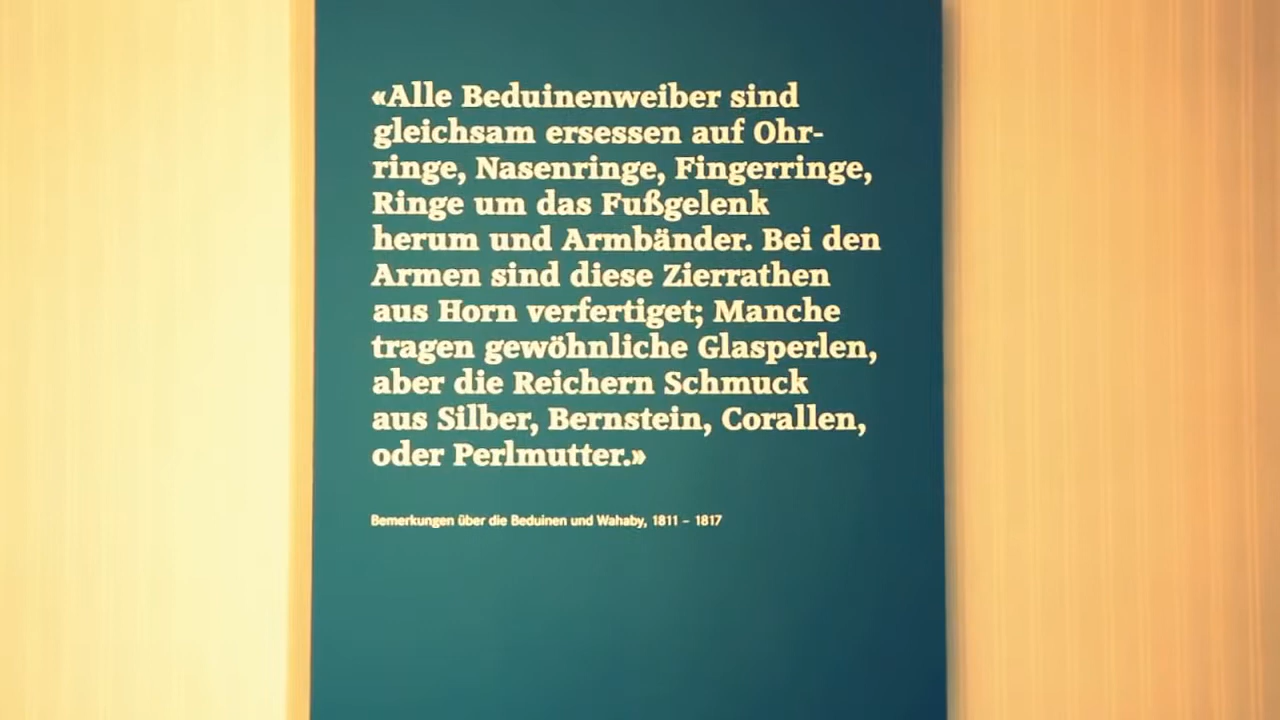 «Alle Beduinenweiber sind
gleichsam ersessen auf Ohr-
ringe, Nasenringe, Fingerringe,
Ringe um das Fußgelenk
herum und Armbänder. Bei den
Armen sind diese Zierrathen
aus Horn verfertiget; Manche
tragen gewöhnliche Glasperlen,
aber die Reichern Schmuck
aus Silber, Bernstein, Corallen,
oder Perlmutter.»
Bemerkungen über die Beduinen und Wahaby, 1811 – 1817